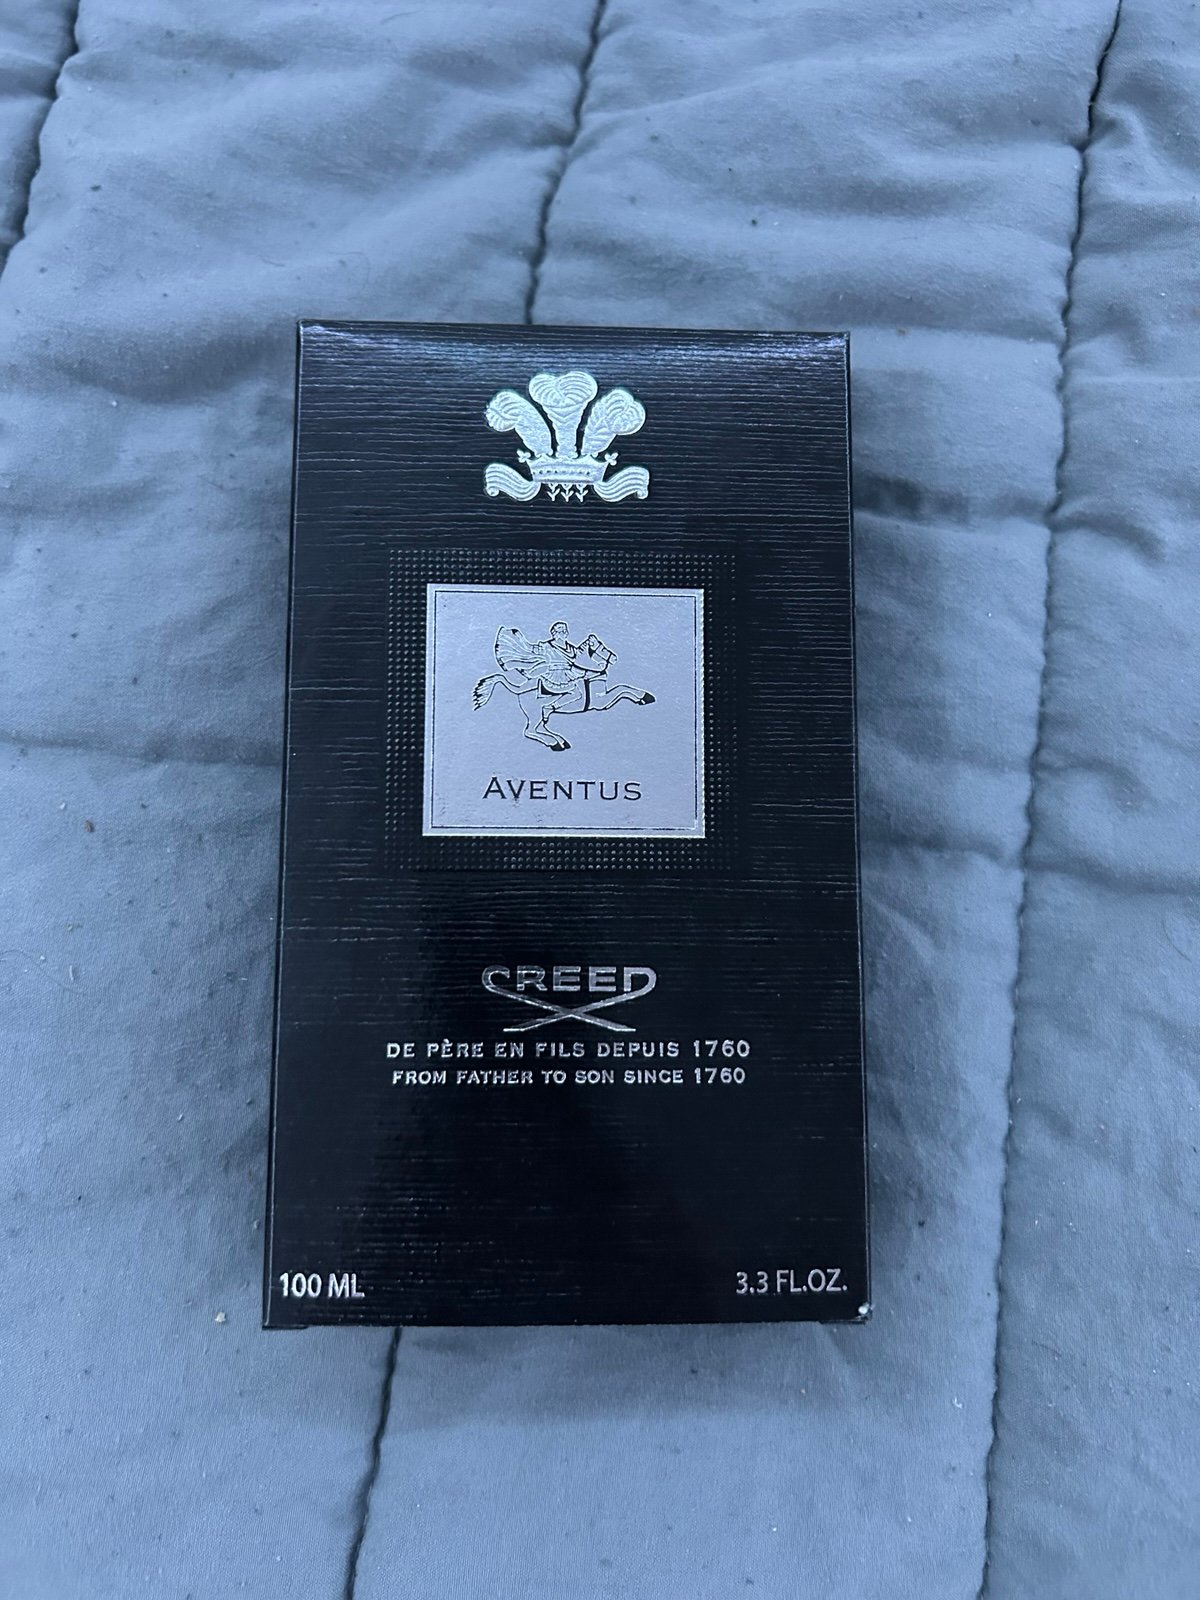 AVENTUS
CREED
DE PÈRE EN FILS DEPUIS 1760
FROM FATHER TO SON SINCE 1760
100 ML 3.3 FL.OZ.